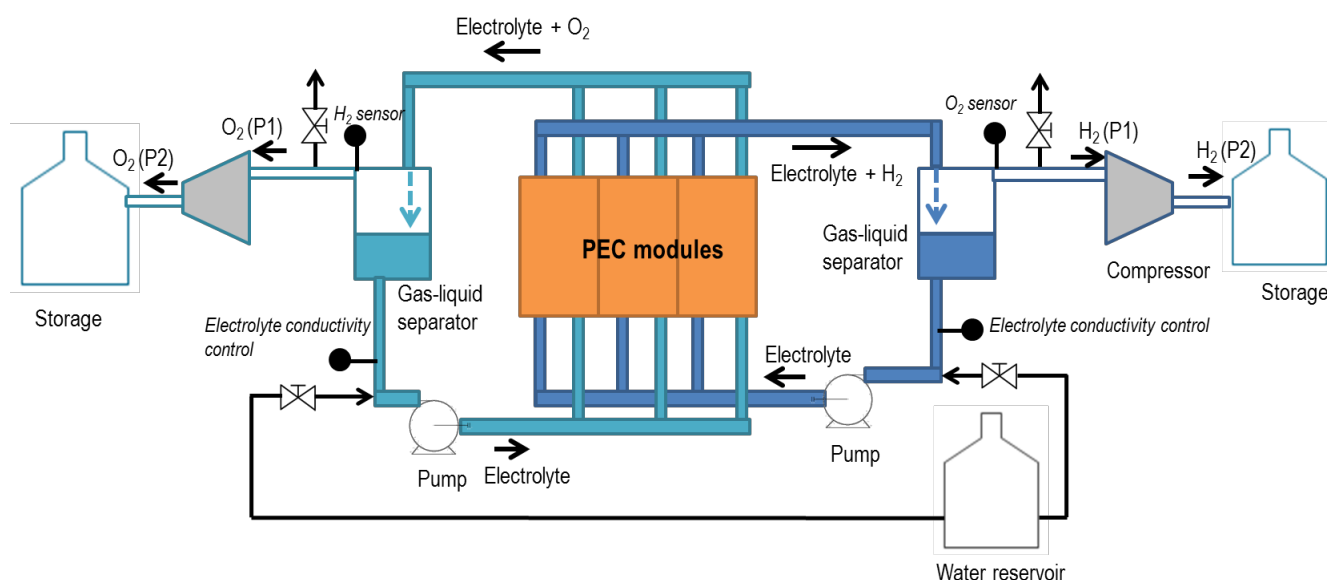 Electrolyte + O₂
H₂ sensor
O₂ sensor
O₂ (P1)
O₂ (P2)
H₂ (P1)
H₂ (P2)
Electrolyte + H₂
PEC modules
Gas-liquid
separator
Gas-liquid
separator
Compressor
Storage
Storage
Electrolyte conductivity
control
Electrolyte conductivity control
Electrolyte
Pump
Electrolyte
Pump
Water reservoir